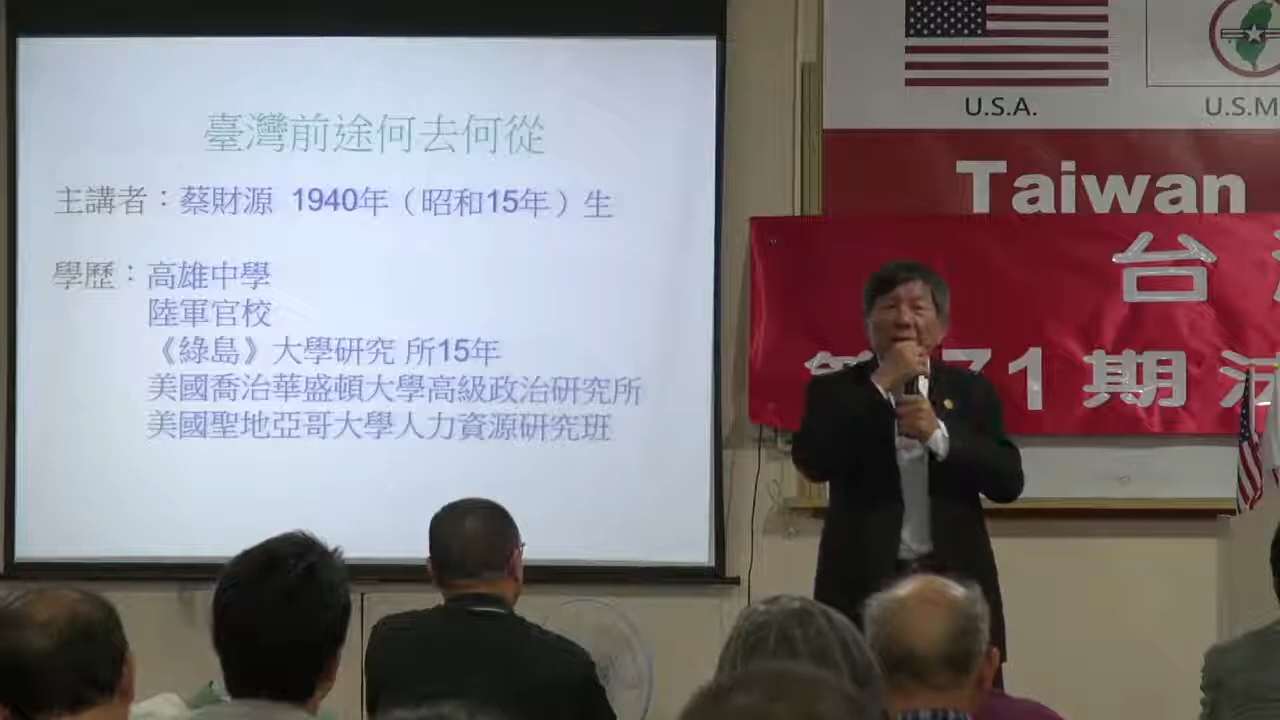 臺灣前途何去何從
主講者：蔡財源 1940年（昭和15年）生
學歷：高雄中學
陸軍官校
《綠島》大學研究 所15年
美國喬治華盛頓大學高級政治研究所
美國聖地亞哥大學人力資源研究班
U.S.A.
U.S.M
Taiwan
台
第 71期